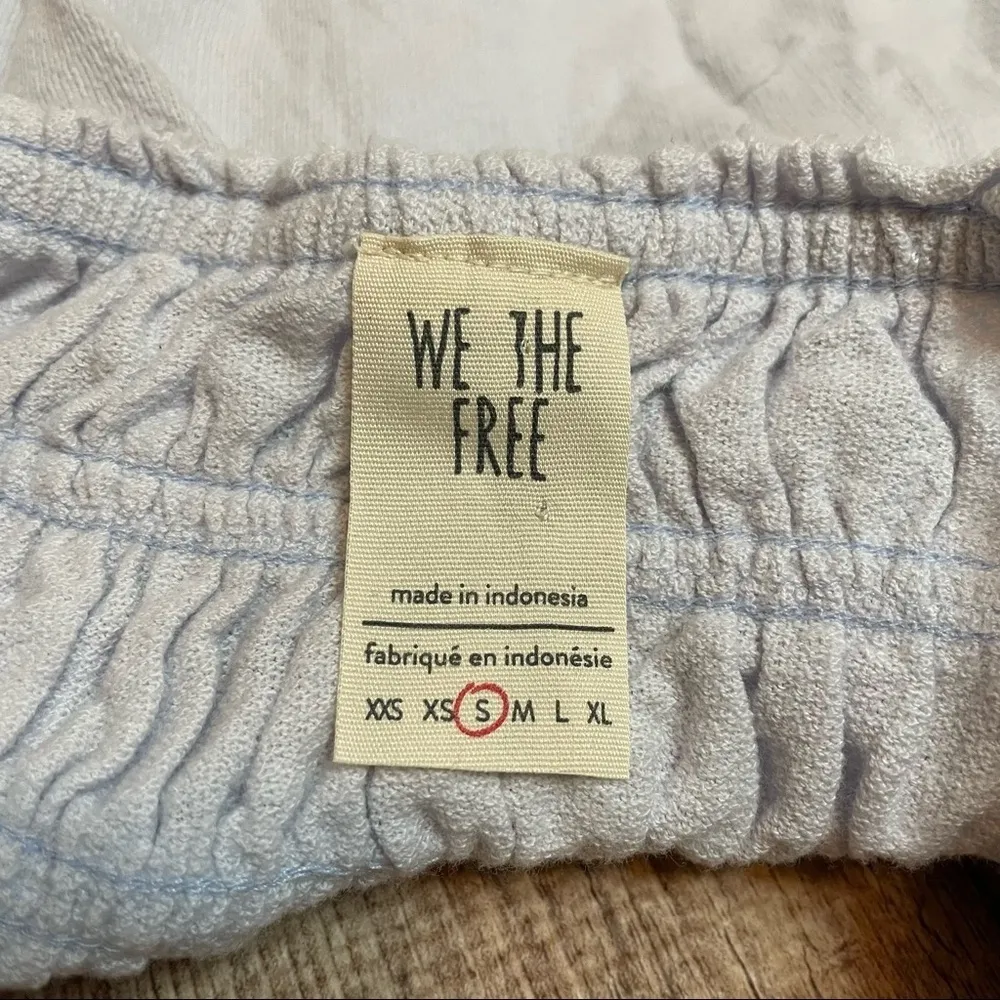 WE THE
FREE
made in indonesia
fabriqué en indonésie
XXS XS S M L XL